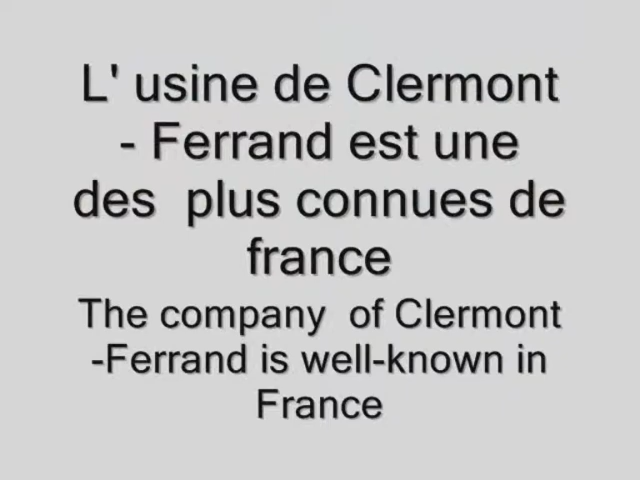 L' usine de Clermont
- Ferrand est une
des  plus connues de
france
The company  of Clermont
-Ferrand is well-known in
France